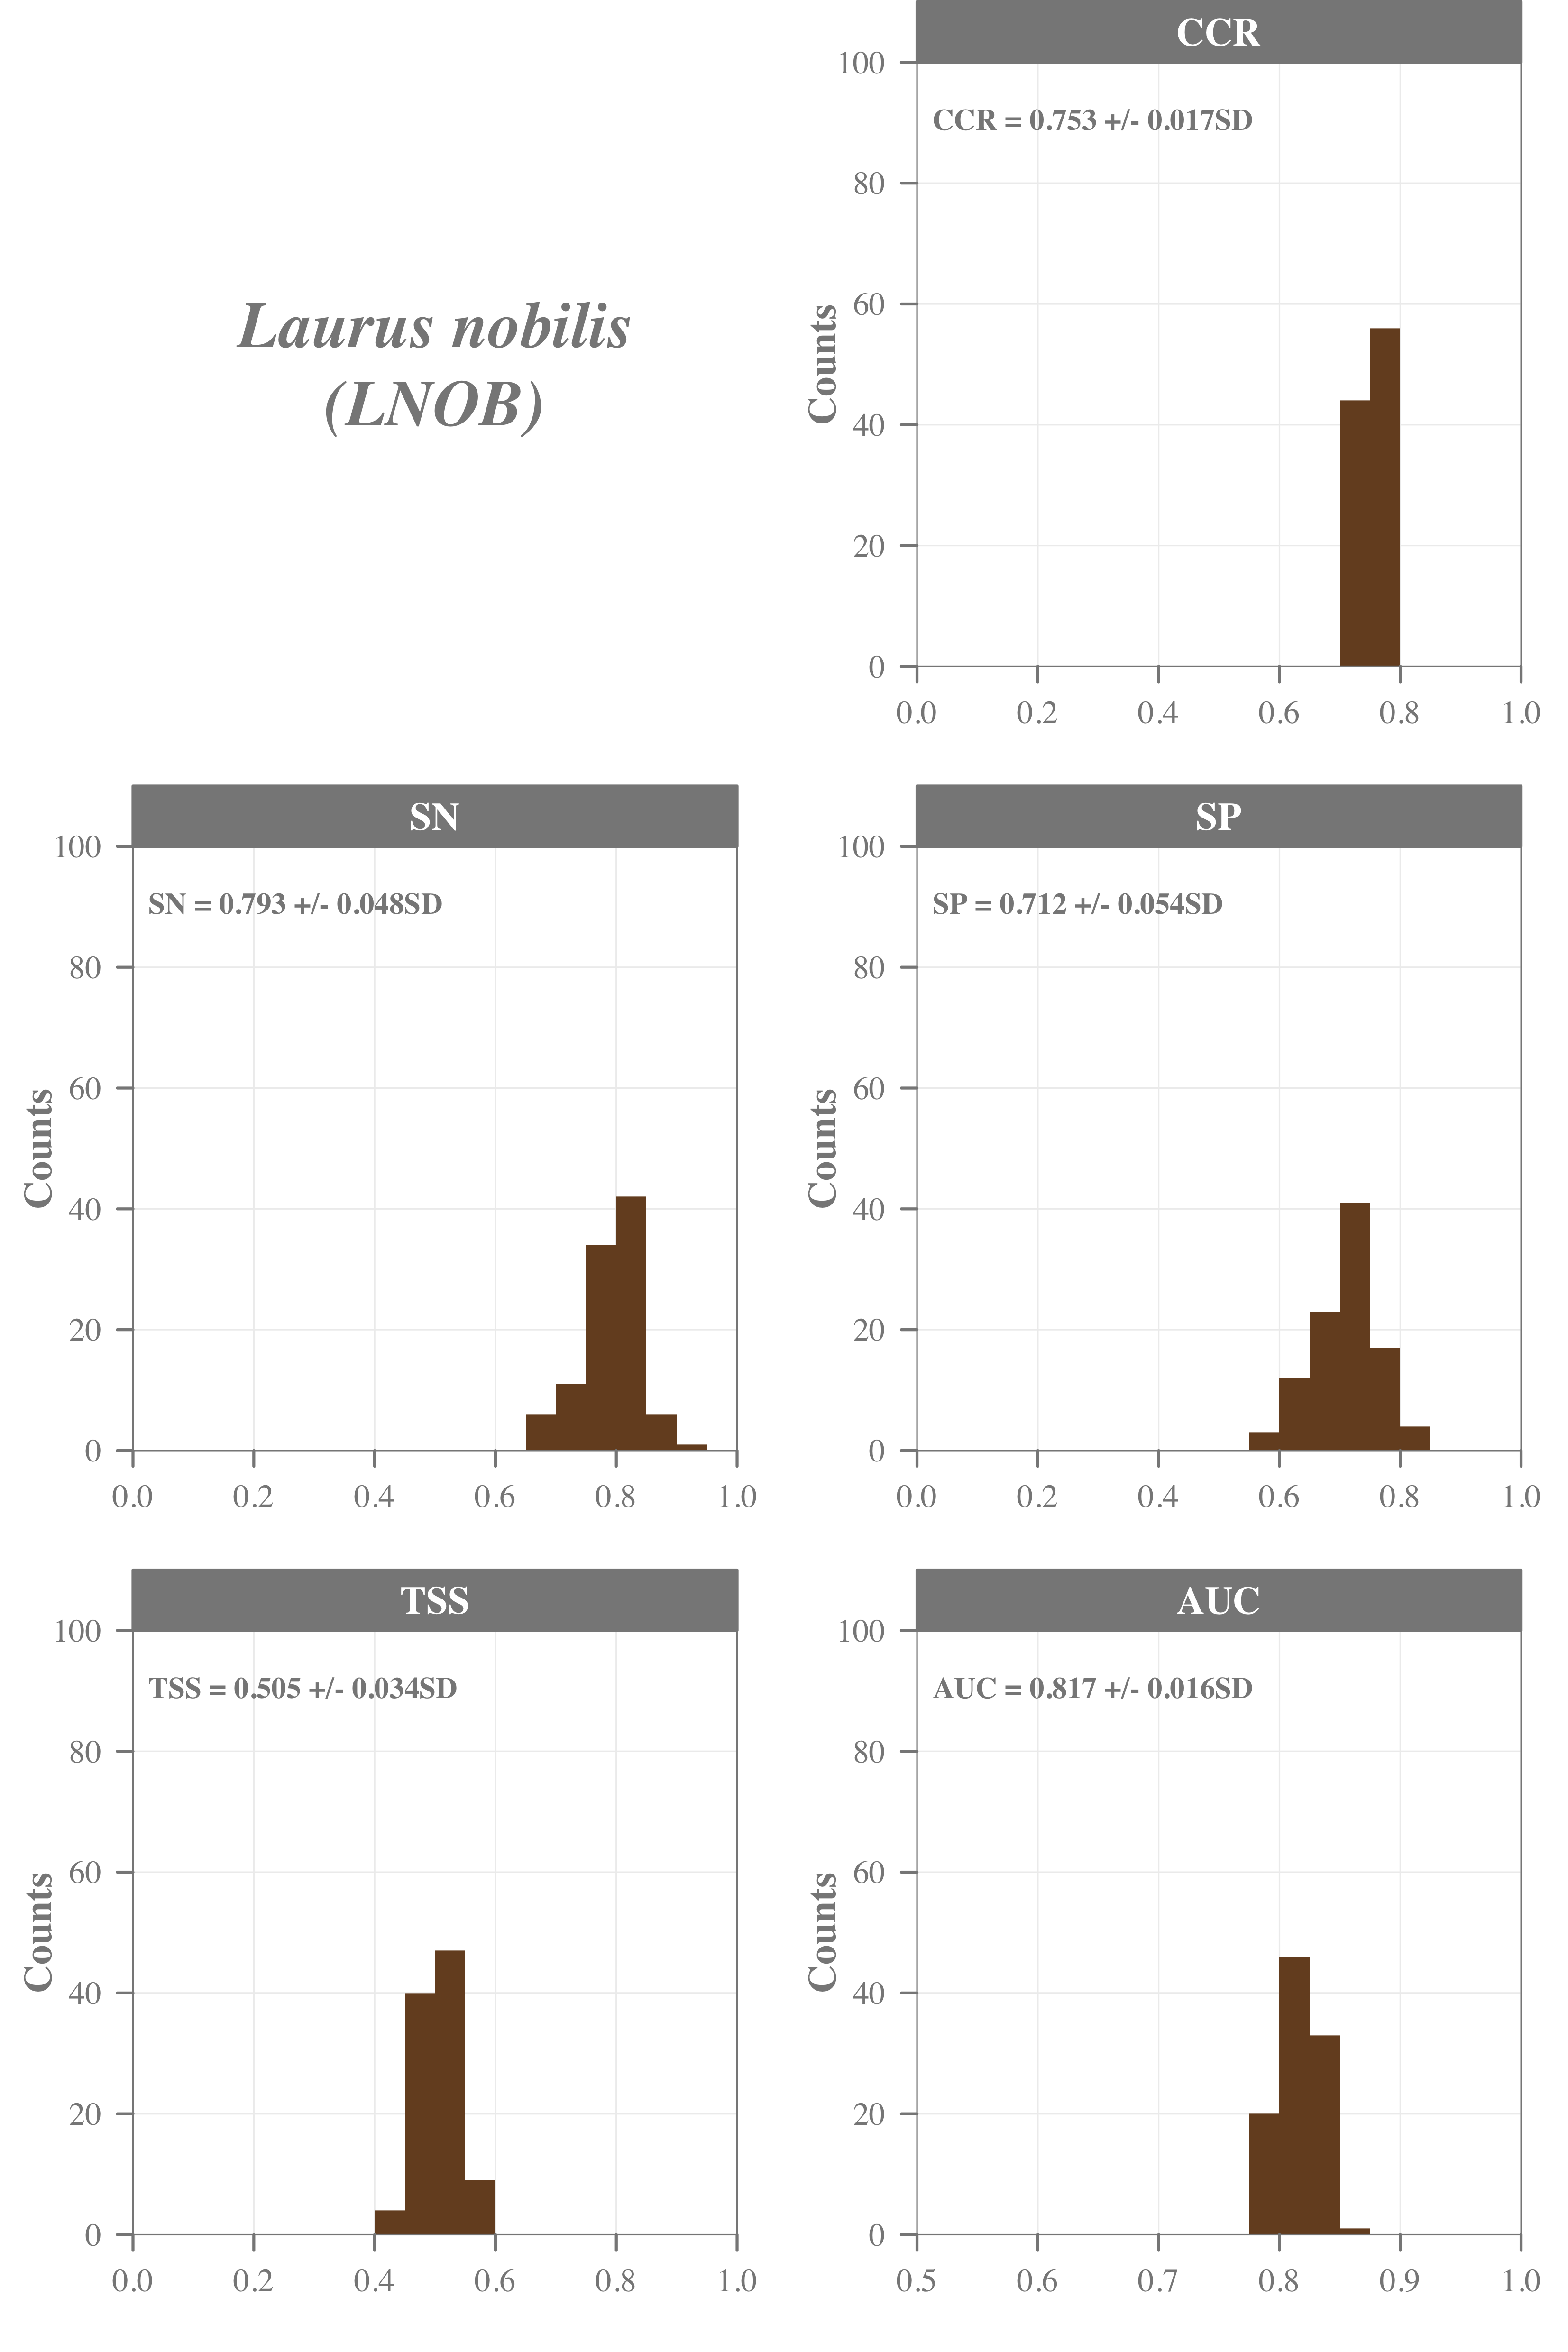 Laurus nobilis
(LNOB)
CCR
CCR = 0.753 +/- 0.017SD
Counts
100
80
60
40
20
0
0.0 0.2 0.4 0.6 0.8 1.0
SN
SN = 0.793 +/- 0.048SD
Counts
100
80
60
40
20
0
0.0 0.2 0.4 0.6 0.8 1.0
SP
SP = 0.712 +/- 0.054SD
Counts
100
80
60
40
20
0
0.0 0.2 0.4 0.6 0.8 1.0
TSS
TSS = 0.505 +/- 0.034SD
Counts
100
80
60
40
20
0
0.0 0.2 0.4 0.6 0.8 1.0
AUC
AUC = 0.817 +/- 0.016SD
Counts
100
80
60
40
20
0
0.5 0.6 0.7 0.8 0.9 1.0